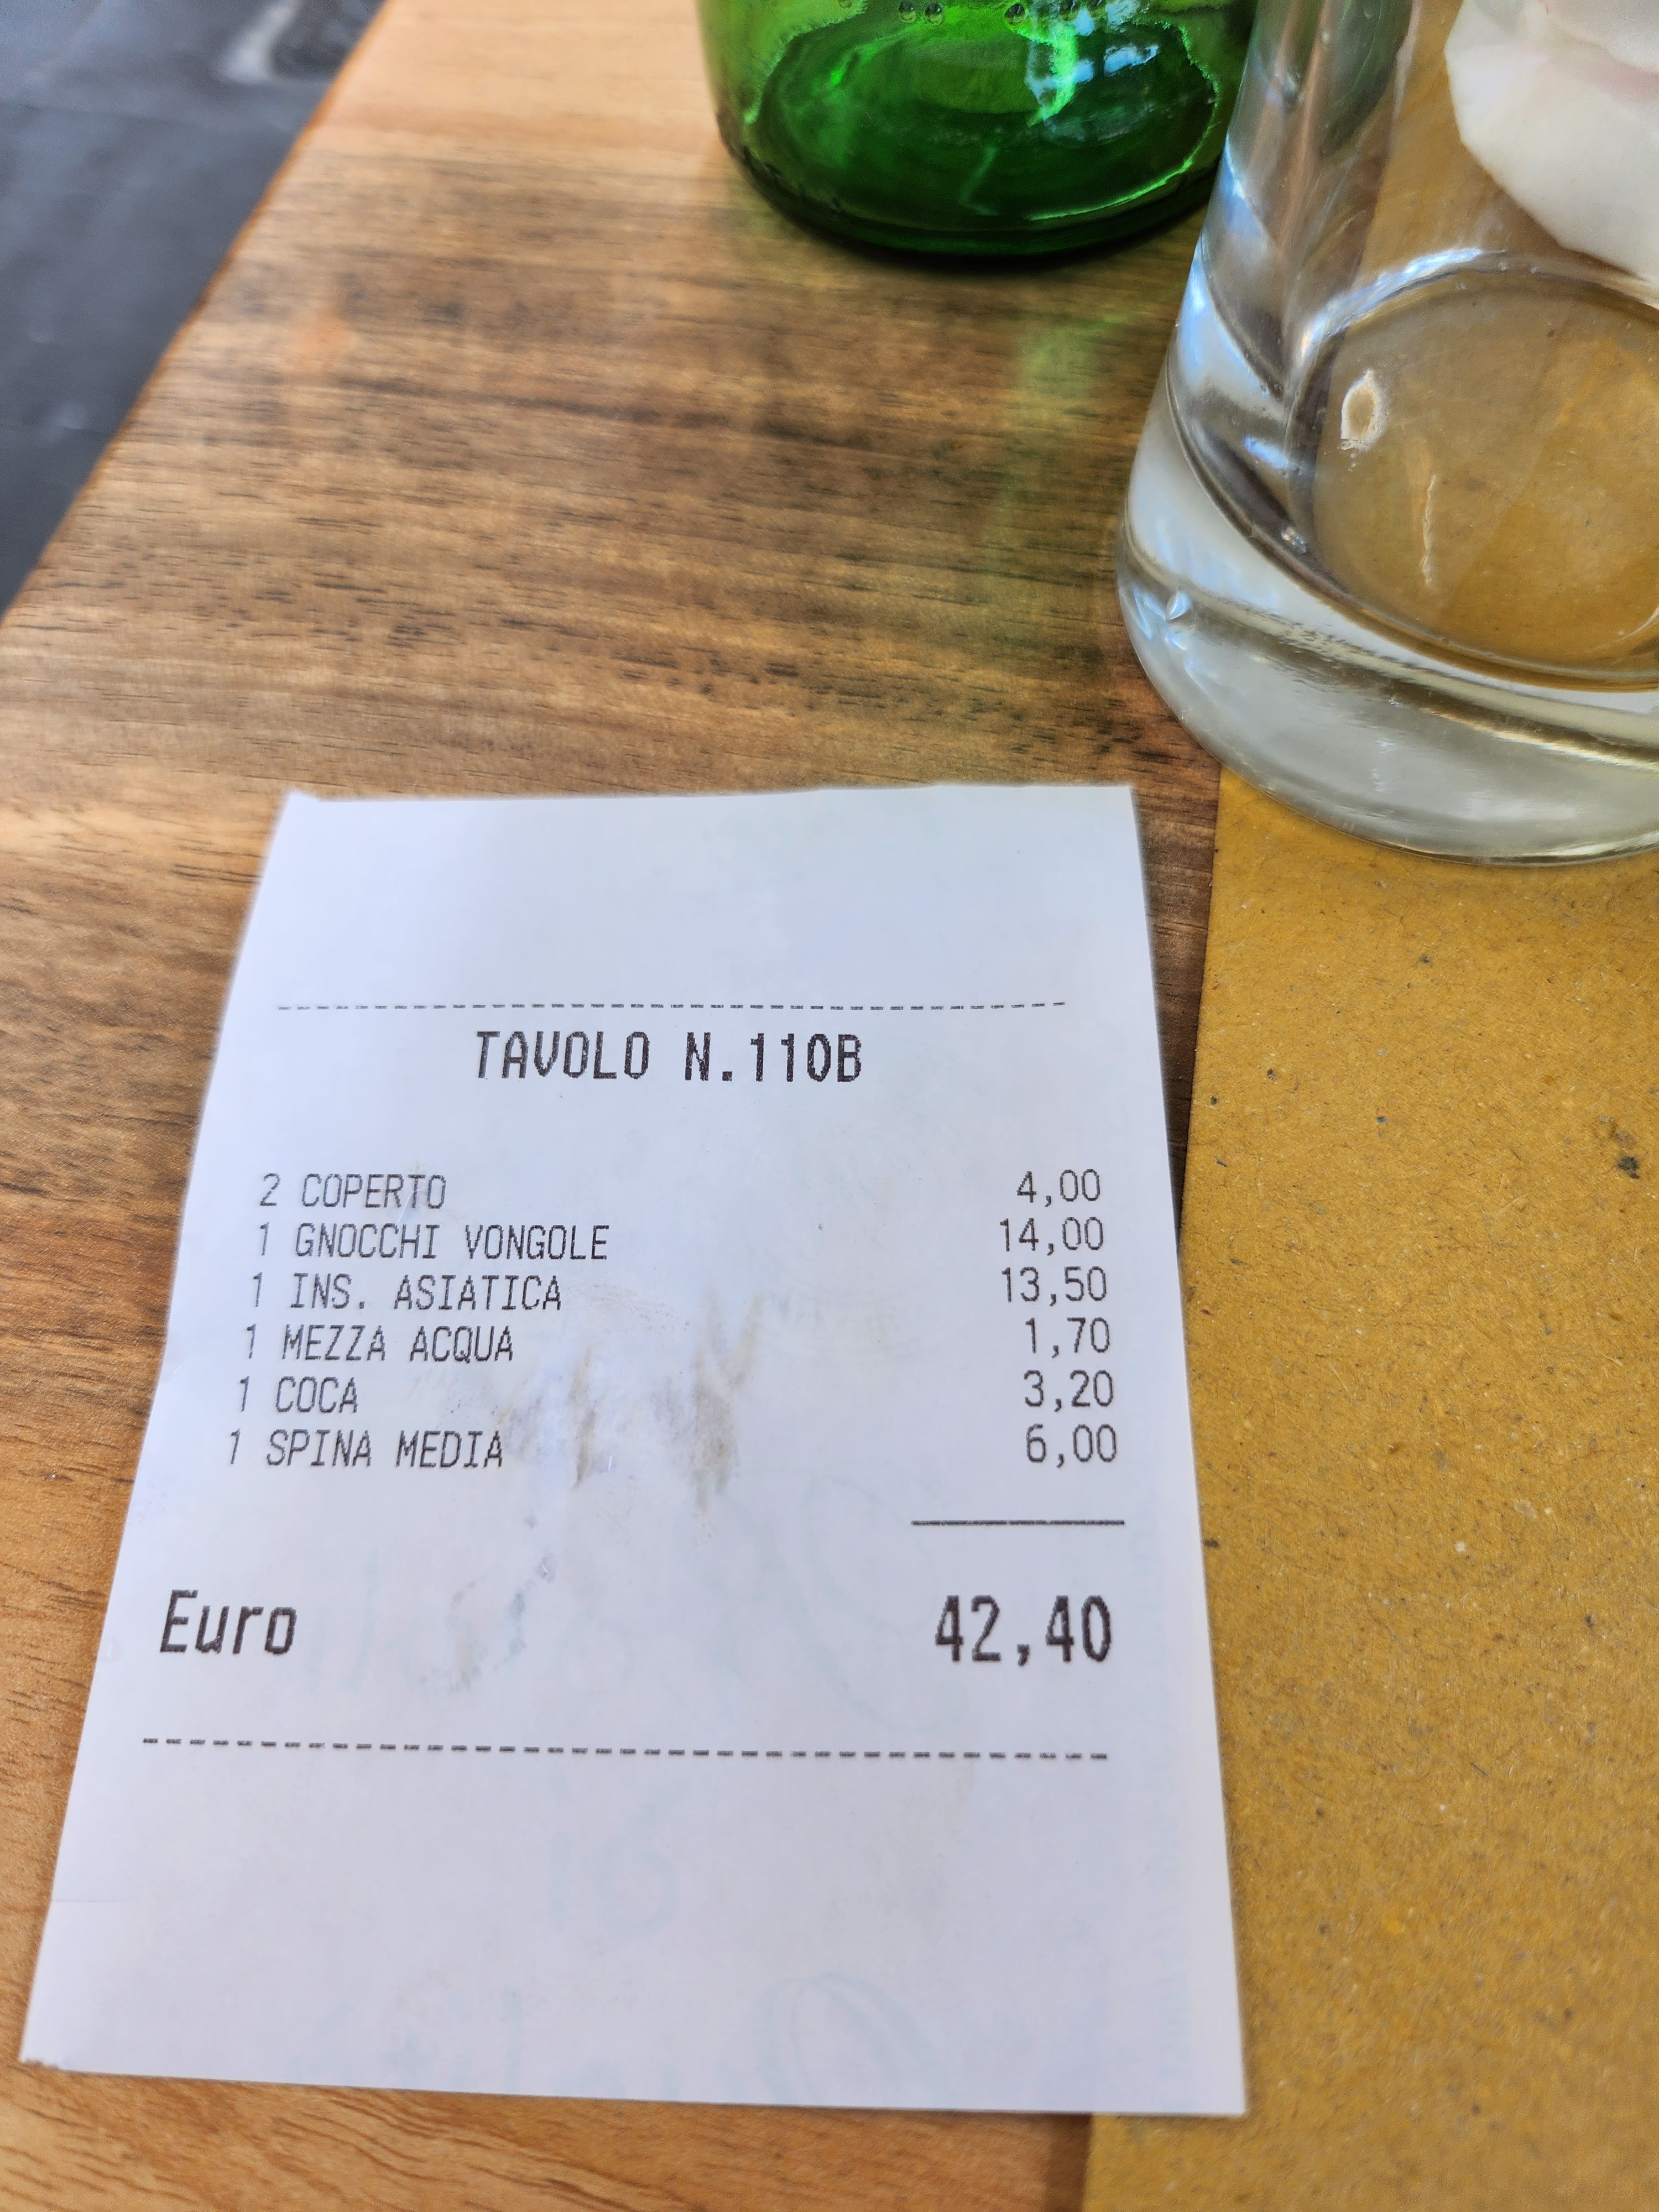 TAVOLO N.110B
2 COPERTO 4,00
1 GNOCCHI VONGOLE 14,00
1 INS. ASIATICA 13,50
1 MEZZA ACQUA 1,70
1 COCA 3,20
1 SPINA MEDIA 6,00
Euro 42,40